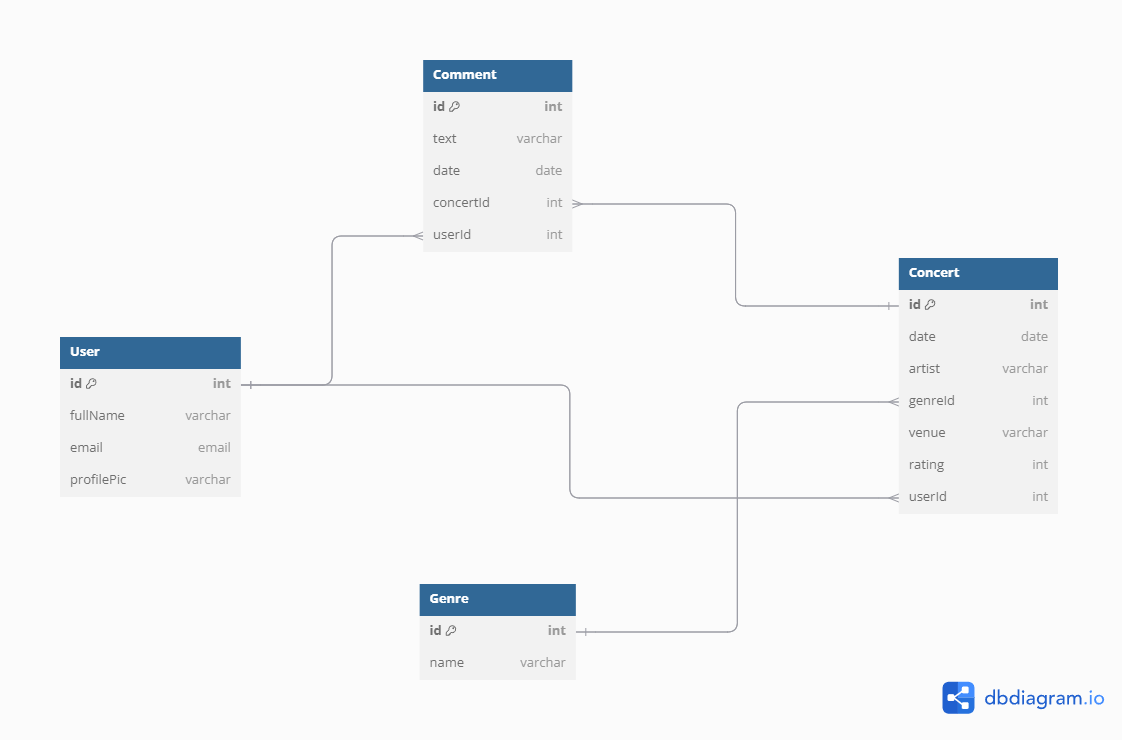 Comment
id int
text varchar
date date
concertId int
userId int
Concert
id int
date date
artist varchar
genreId int
venue varchar
rating int
userId int
User
id int
fullName varchar
email email
profilePic varchar
Genre
id int
name varchar
dbdiagram.io